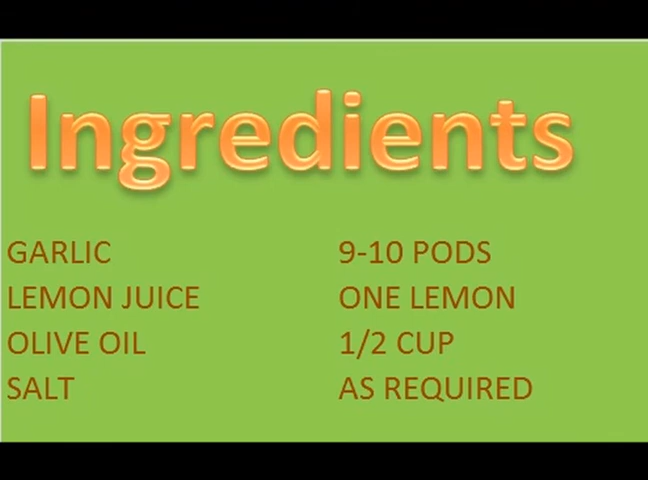 Ingredients
GARLIC 9-10 PODS
LEMON JUICE ONE LEMON
OLIVE OIL 1/2 CUP
SALT AS REQUIRED